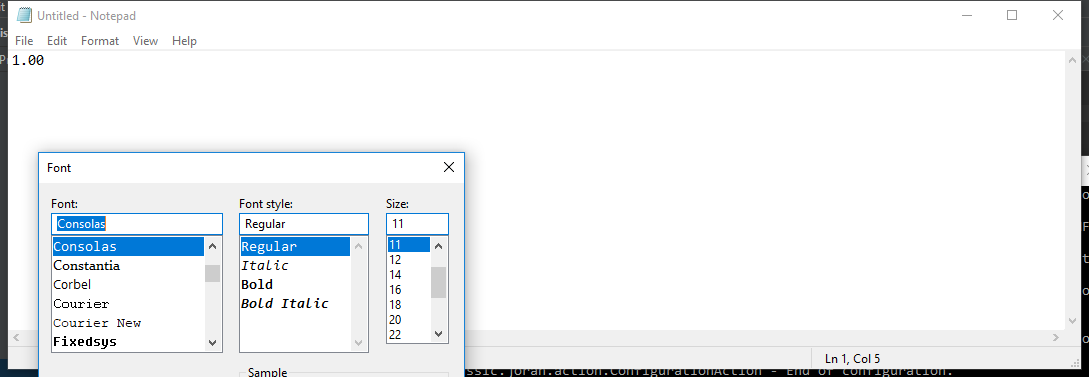 Untitled - Notepad
File Edit Format View Help
1.00
Font
Font: Font style: Size:
Consolas Regular 11
Consolas Regular 11
Constantia Italic 12
Corbel Bold 14
Courier Bold Italic 16
Courier New 18
Fixedsys 20
22
Sample
Ln 1, Col 5
ssic.joran.action.ConfigurationAction - End of configuration.